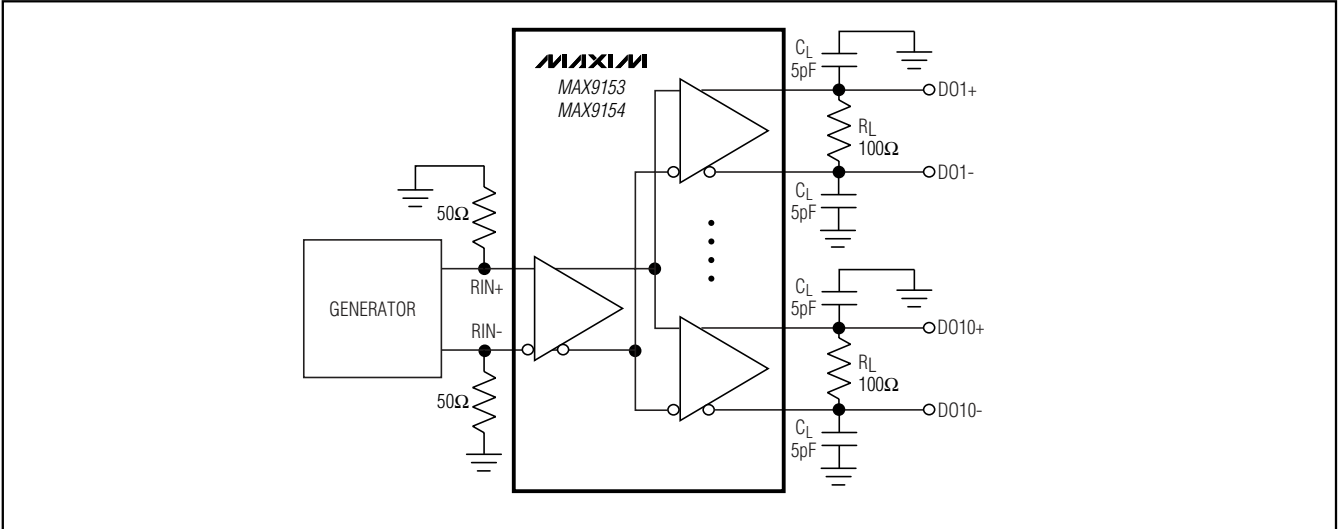 MAXIM
MAX9153
MAX9154
GENERATOR
50Ω
RIN+
RIN-
50Ω
CL
5pF
DO1+
RL
100Ω
DO1-
CL
5pF
CL
5pF
DO10+
RL
100Ω
DO10-
CL
5pF